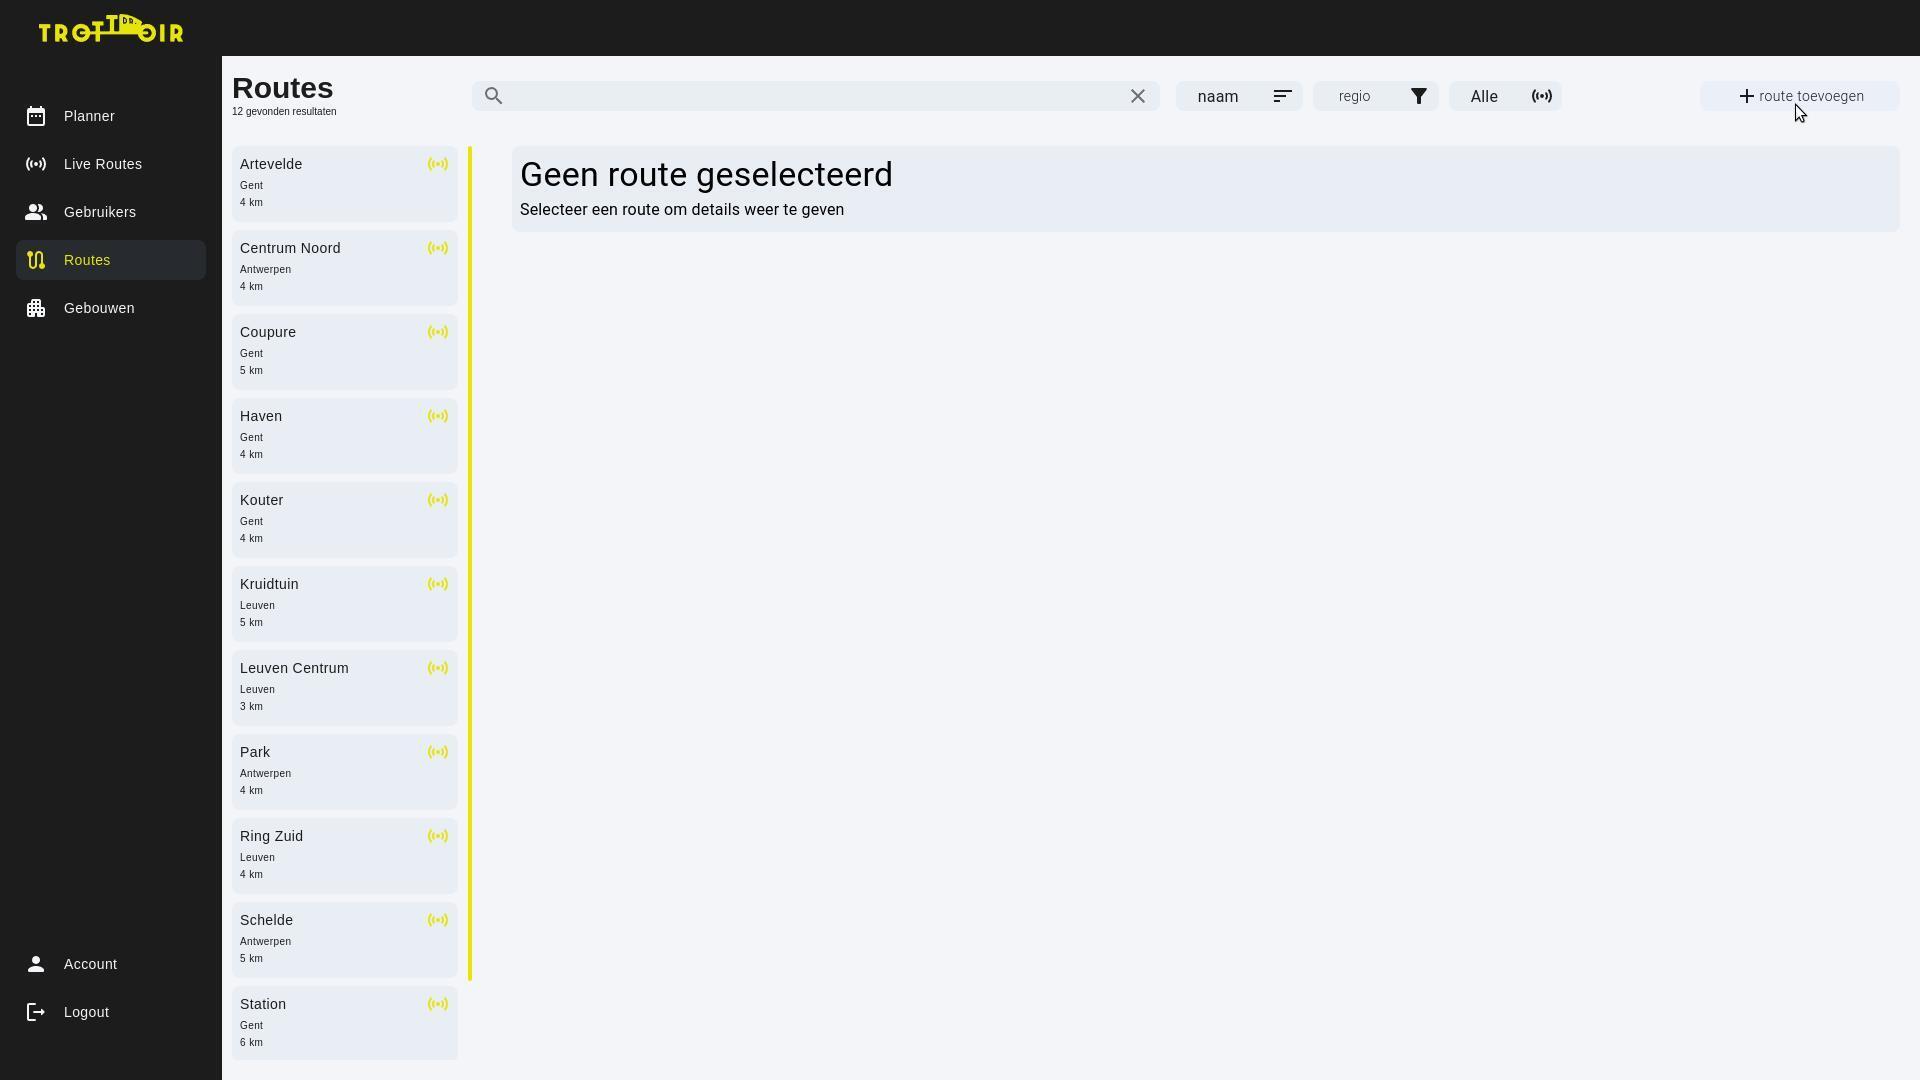 TROTTOIR
DR.
Planner
Live Routes
Gebruikers
Routes
Gebouwen
Account
Logout
Routes
12 gevonden resultaten
naam
regio
Alle
route toevoegen
Artevelde
Gent
4 km
Centrum Noord
Antwerpen
4 km
Coupure
Gent
5 km
Haven
Gent
4 km
Kouter
Gent
4 km
Kruidtuin
Leuven
5 km
Leuven Centrum
Leuven
3 km
Park
Antwerpen
4 km
Ring Zuid
Leuven
4 km
Schelde
Antwerpen
5 km
Station
Gent
6 km
Geen route geselecteerd
Selecteer een route om details weer te geven